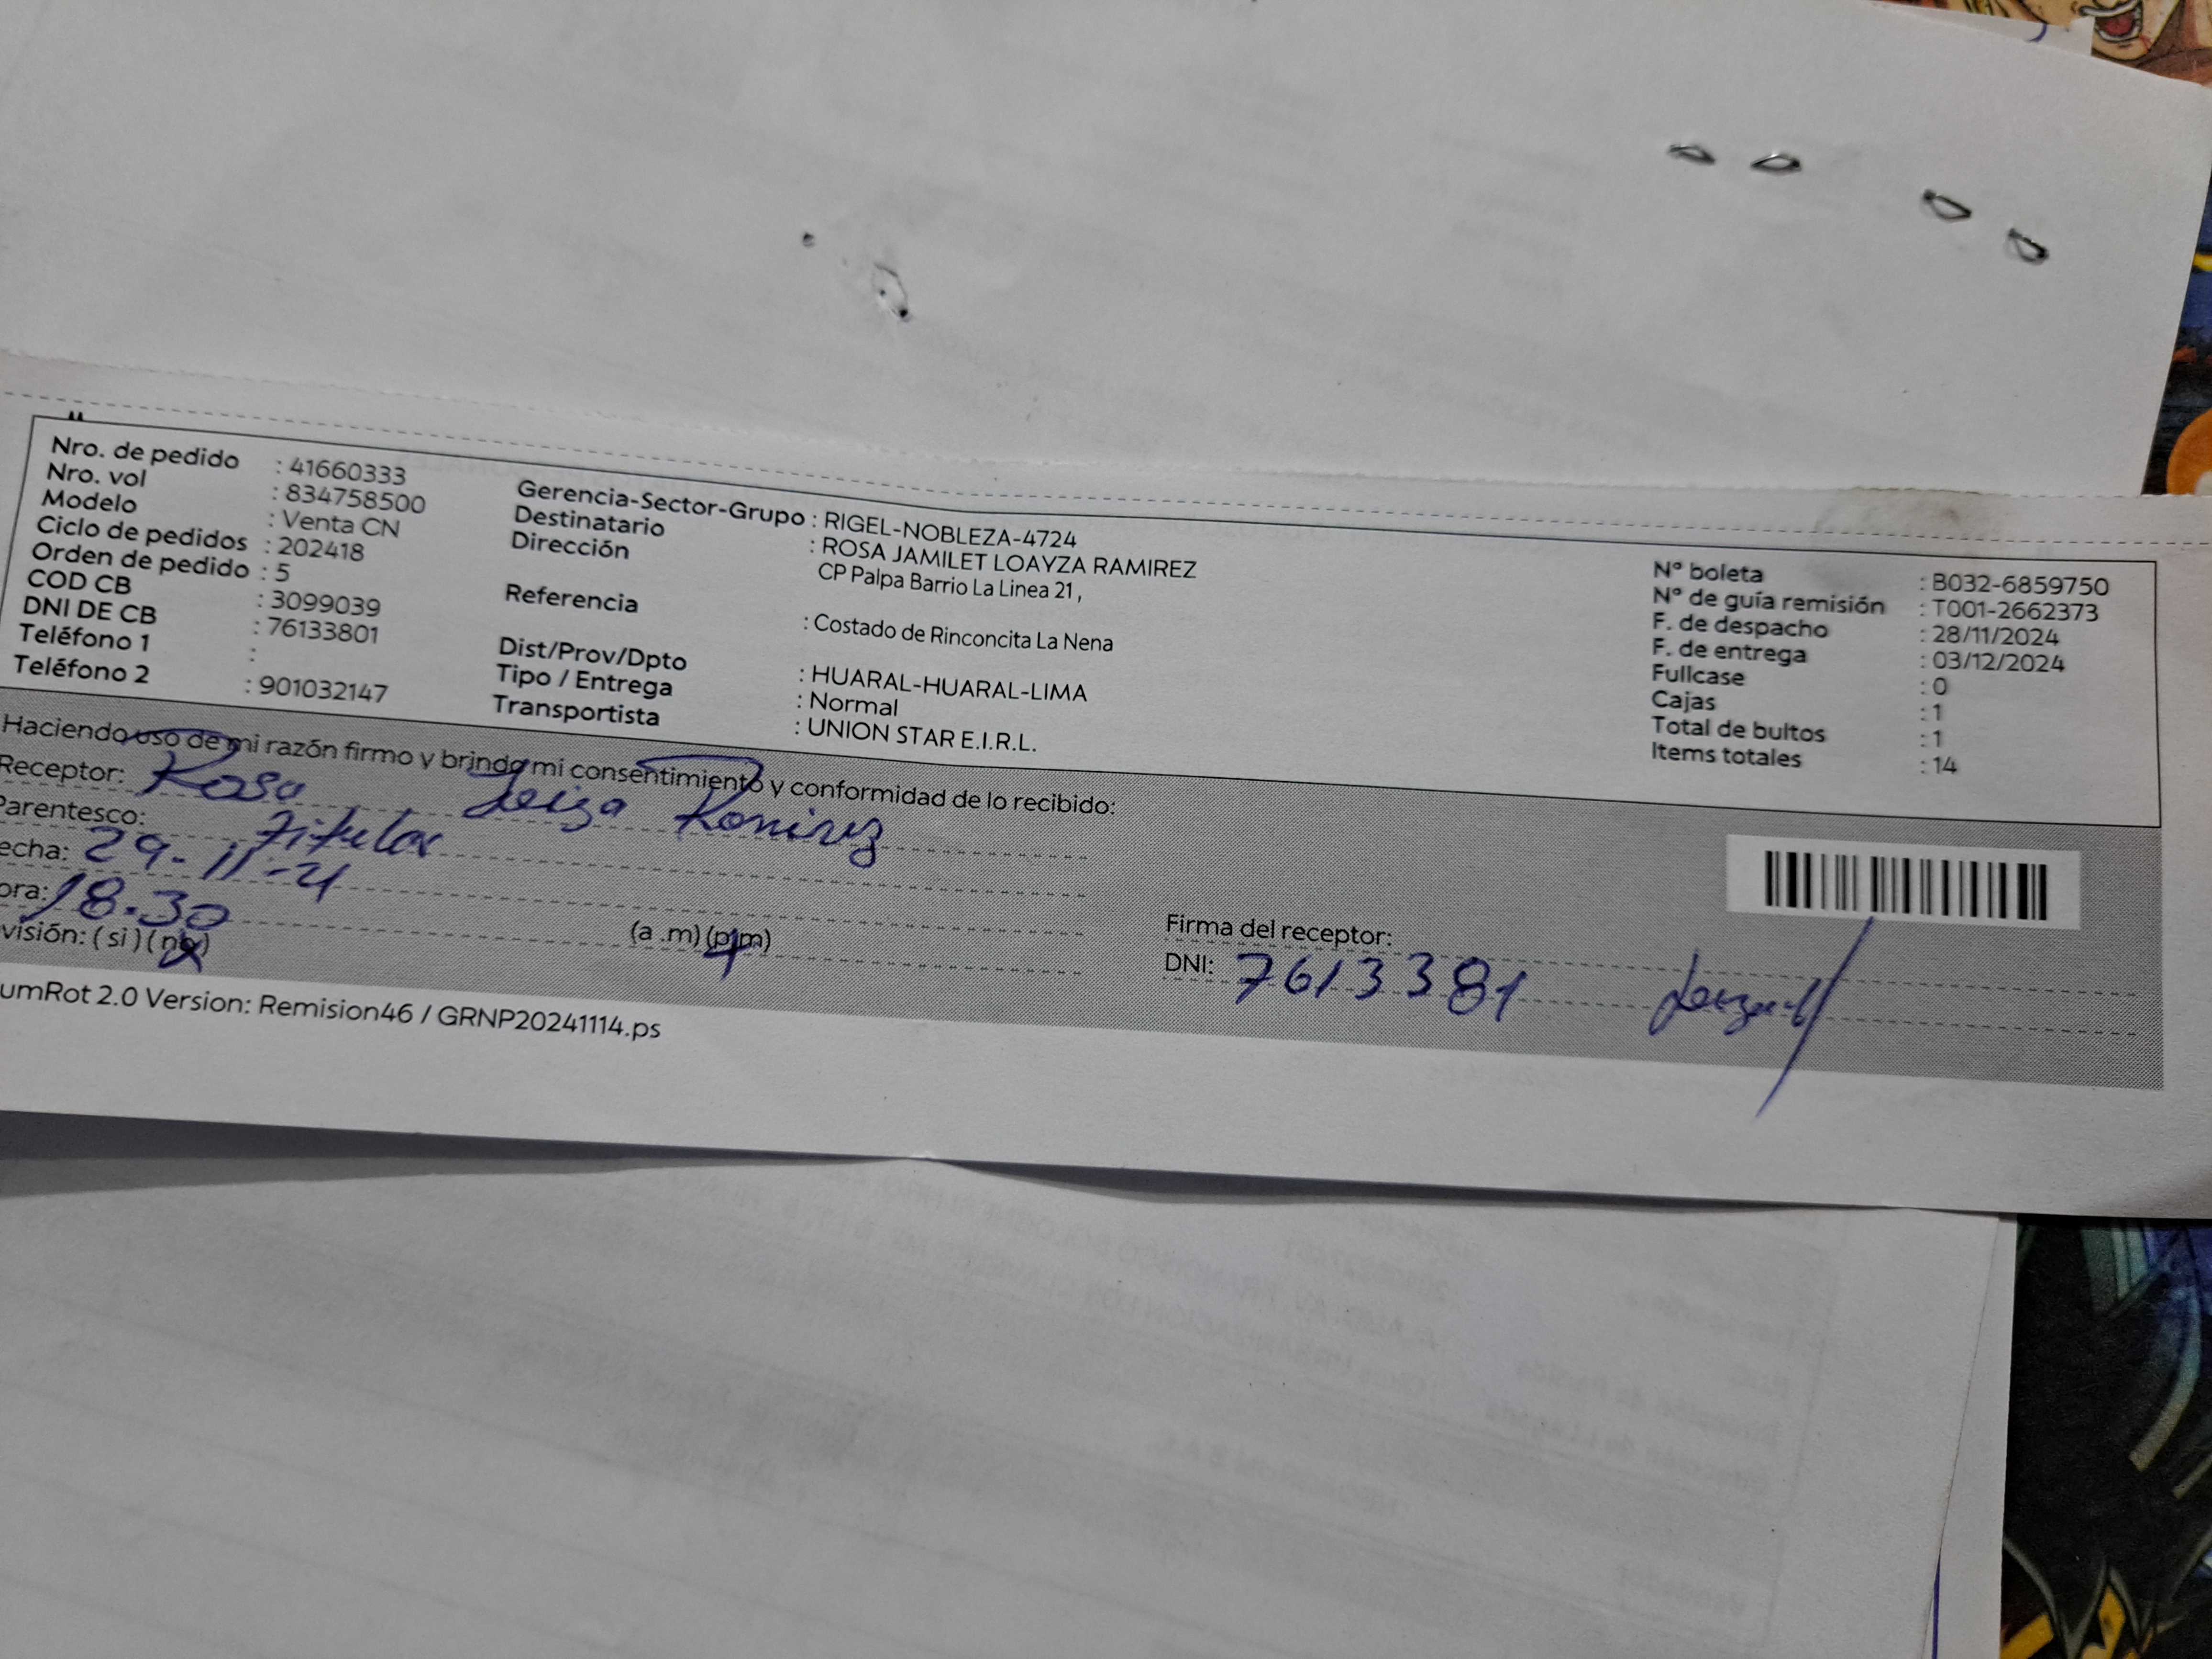 Nro. de pedido : 41660333
Nro. vol : 834758500
Modelo : Venta CN
Ciclo de pedidos : 202418
Orden de pedido : 5
COD CB : 3099039
DNI DE CB : 76133801
Teléfono 1 :
Teléfono 2 : 901032147
Gerencia-Sector-Grupo : RIGEL-NOBLEZA-4724
Destinatario : ROSA JAMILET LOAYZA RAMIREZ
Dirección CP Palpa Barrio La Linea 21 ,
Referencia : Costado de Rinconcita La Nena
Dist/Prov/Dpto : HUARAL-HUARAL-LIMA
Tipo / Entrega : Normal
Transportista : UNION STAR E.I.R.L.
N° boleta : B032-6859750
N° de guía remisión : T001-2662373
F. de despacho : 28/11/2024
F. de entrega : 03/12/2024
Fullcase : 0
Cajas : 1
Total de bultos : 1
Items totales : 14
Haciendo uso de mi razón firmo y brindo mi consentimiento y conformidad de lo recibido:
Receptor: Rosa Loiza Ramirez
Parentesco: Titular
echa: 29-11-24
ora: 18.30 (a .m) (p.m)
visión: ( si ) ( no )
Firma del receptor:
DNI: 7613381
umRot 2.0 Version: Remision46 / GRNP20241114.ps